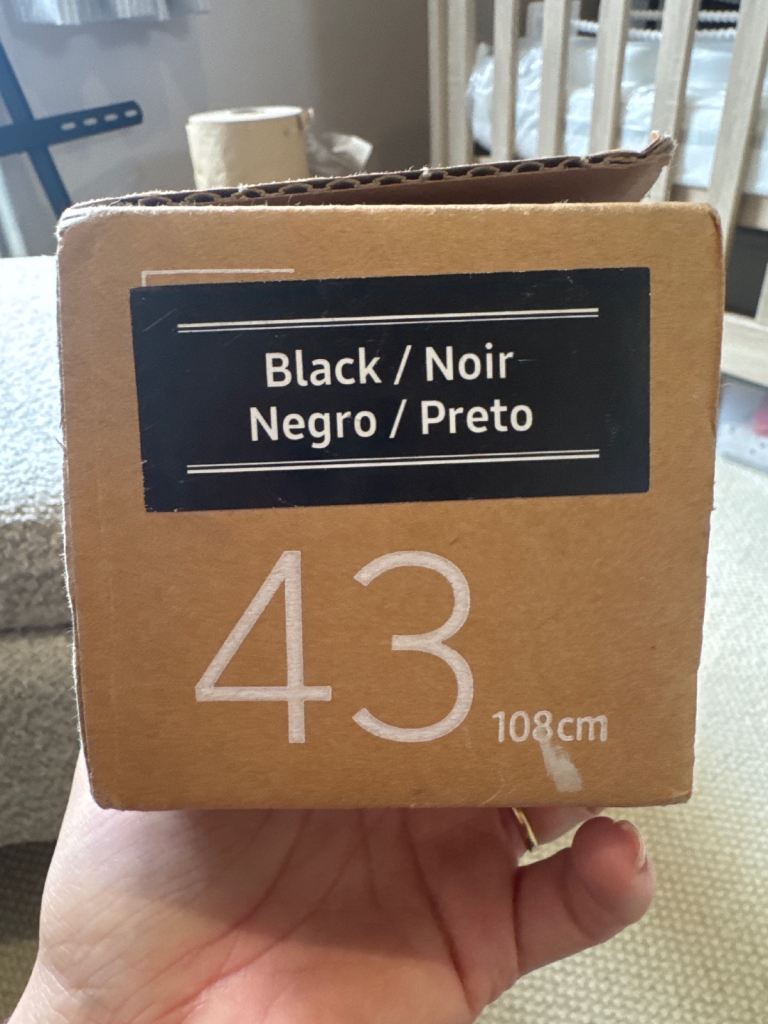 Black / Noir
Negro / Preto
43
108cm